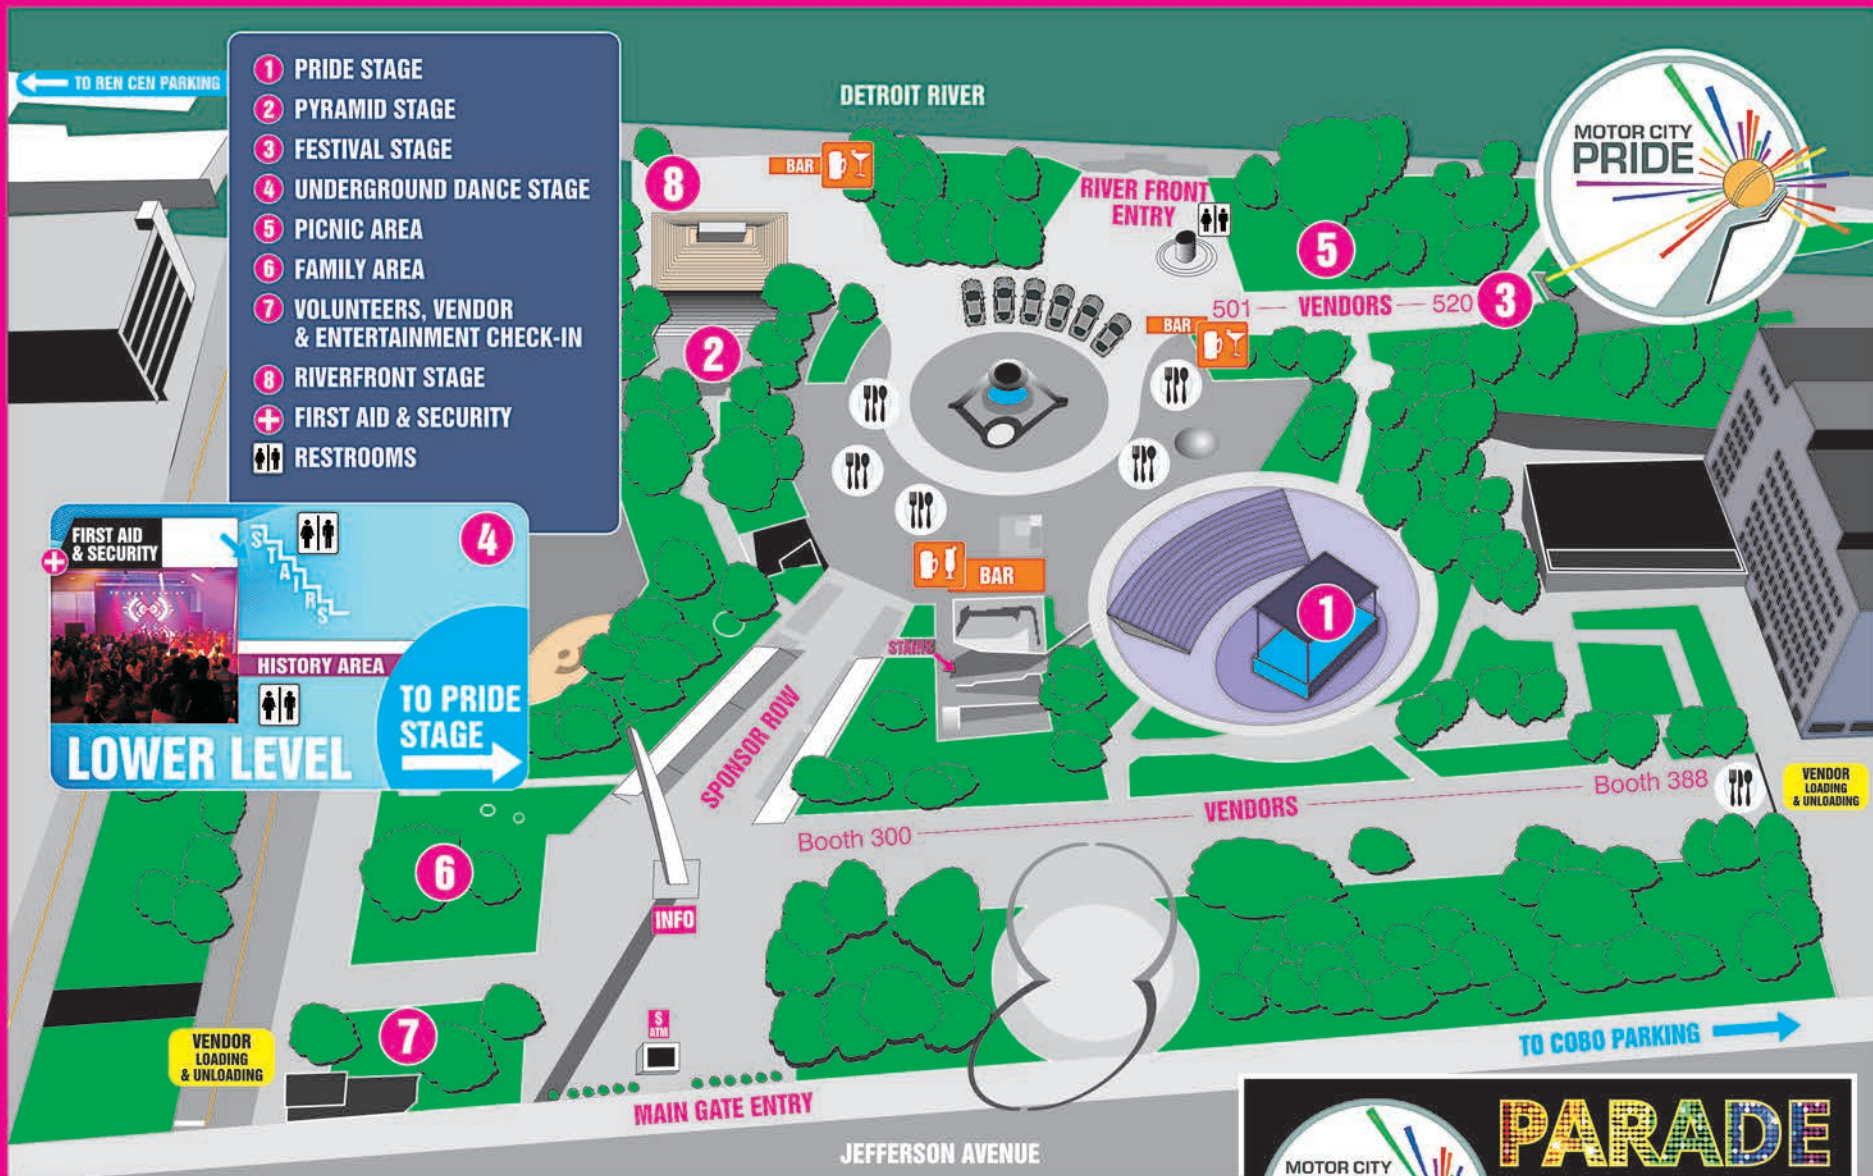 TO REN CEN PARKING
1 PRIDE STAGE
2 PYRAMID STAGE
3 FESTIVAL STAGE
4 UNDERGROUND DANCE STAGE
5 PICNIC AREA
6 FAMILY AREA
7 VOLUNTEERS, VENDOR
& ENTERTAINMENT CHECK-IN
8 RIVERFRONT STAGE
FIRST AID & SECURITY
RESTROOMS
DETROIT RIVER
MOTOR CITY
PRIDE
BAR
8
RIVER FRONT
ENTRY
5
501 VENDORS 520
3
BAR
2
FIRST AID
& SECURITY
STAIRS
4
HISTORY AREA
TO PRIDE
STAGE
LOWER LEVEL
BAR
1
STAIRS
SPONSOR ROW
Booth 300
VENDORS
Booth 388
VENDOR
LOADING
& UNLOADING
6
INFO
7
$
ATM
VENDOR
LOADING
& UNLOADING
TO COBO PARKING
MAIN GATE ENTRY
JEFFERSON AVENUE
PARADE
MOTOR CITY